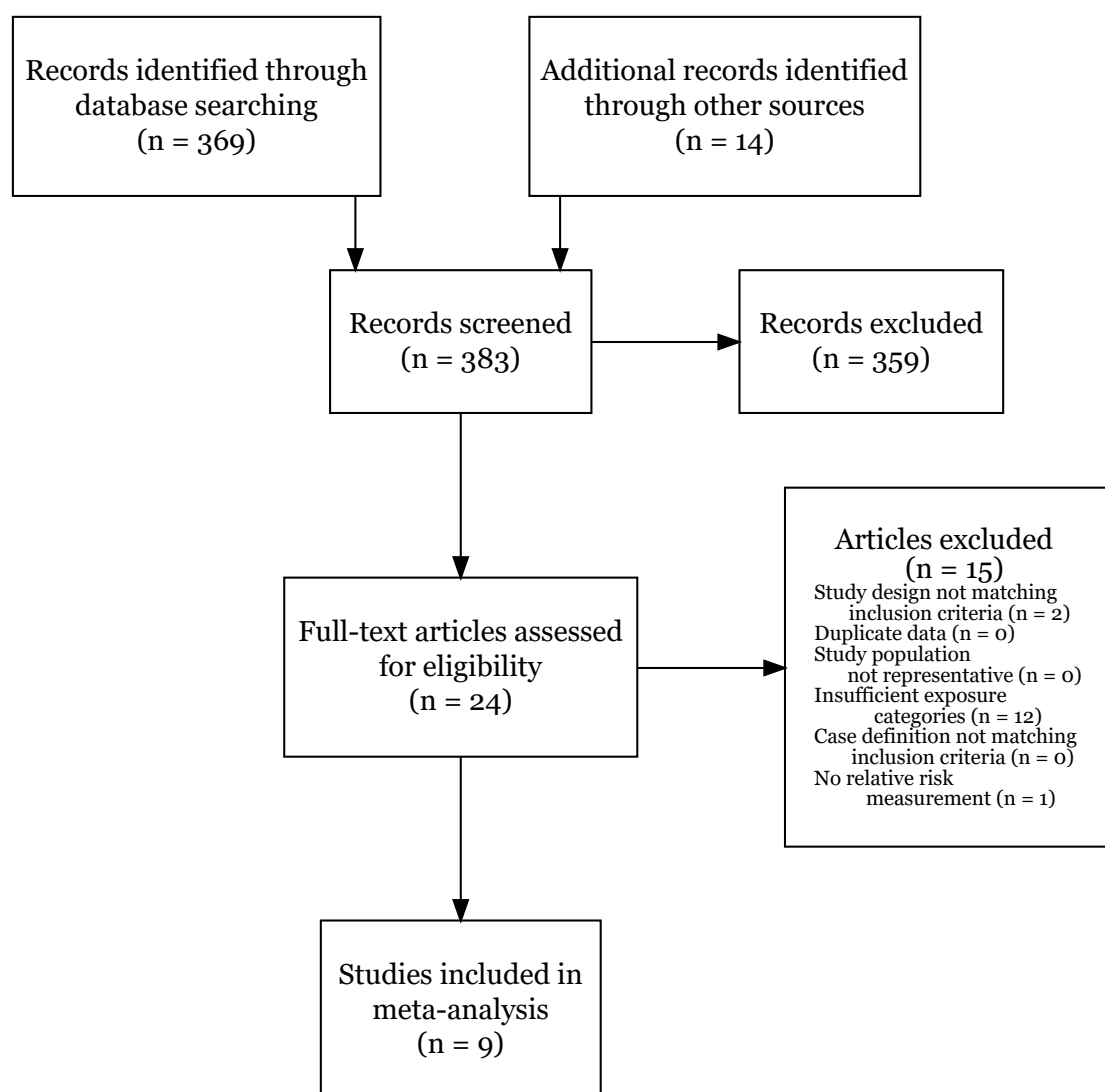 Records identified through
database searching
(n = 369)
Additional records identified
through other sources
(n = 14)
Records screened
(n = 383)
Records excluded
(n = 359)
Full-text articles assessed
for eligibility
(n = 24)
Articles excluded
(n = 15)
Study design not matching
inclusion criteria (n = 2)
Duplicate data (n = 0)
Study population
not representative (n = 0)
Insufficient exposure
categories (n = 12)
Case definition not matching
inclusion criteria (n = 0)
No relative risk
measurement (n = 1)
Studies included in
meta-analysis
(n = 9)